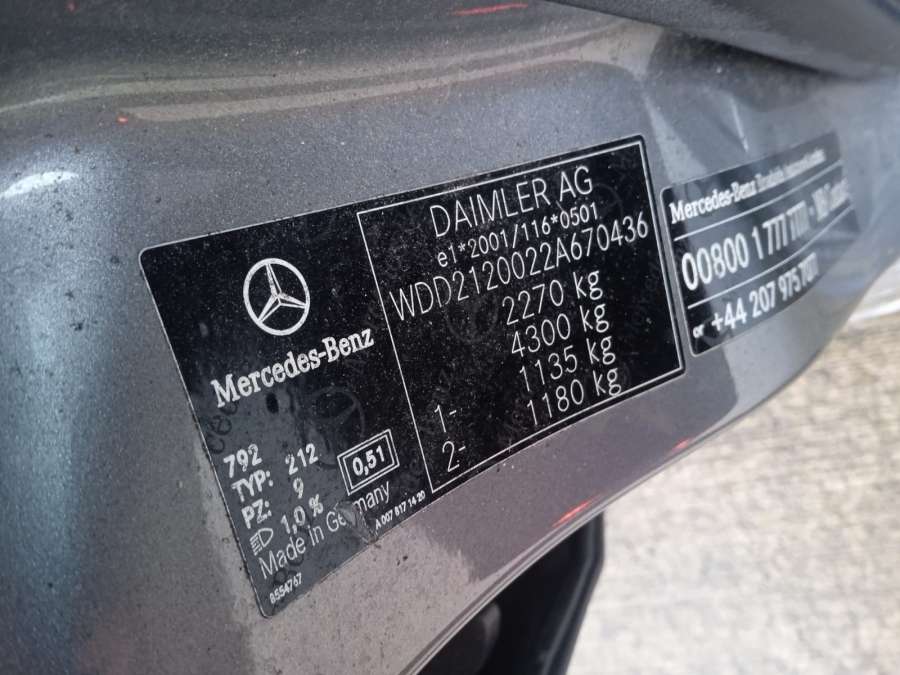 Mercedes-Benz
792
TYP: 212
PZ: 9
1,0 %
0,51
Made in Germany
A 007 817 14 20
8554767
DAIMLER AG
e1*2001/116*0501
WDD2120022A670436
2270 kg
4300 kg
1- 1135 kg
2- 1180 kg
Mercedes-Benz
00800 1 777
or +44 207 975